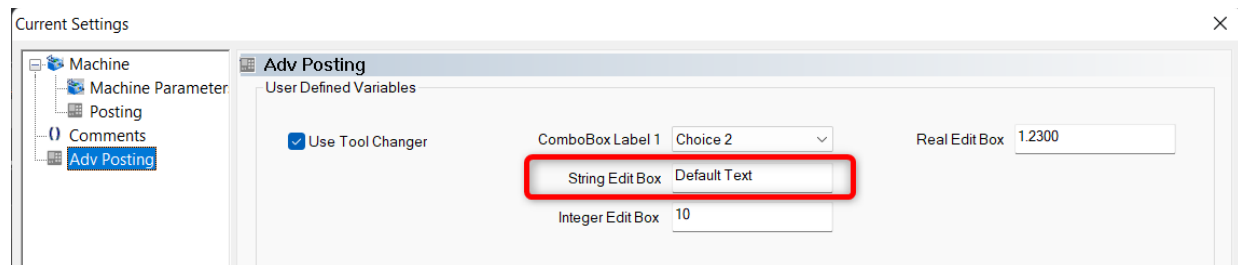 Current Settings
Machine
Machine Parameter
Posting
Comments
Adv Posting
Adv Posting
User Defined Variables
Use Tool Changer
ComboBox Label 1 Choice 2
Real Edit Box 1.2300
String Edit Box Default Text
Integer Edit Box 10